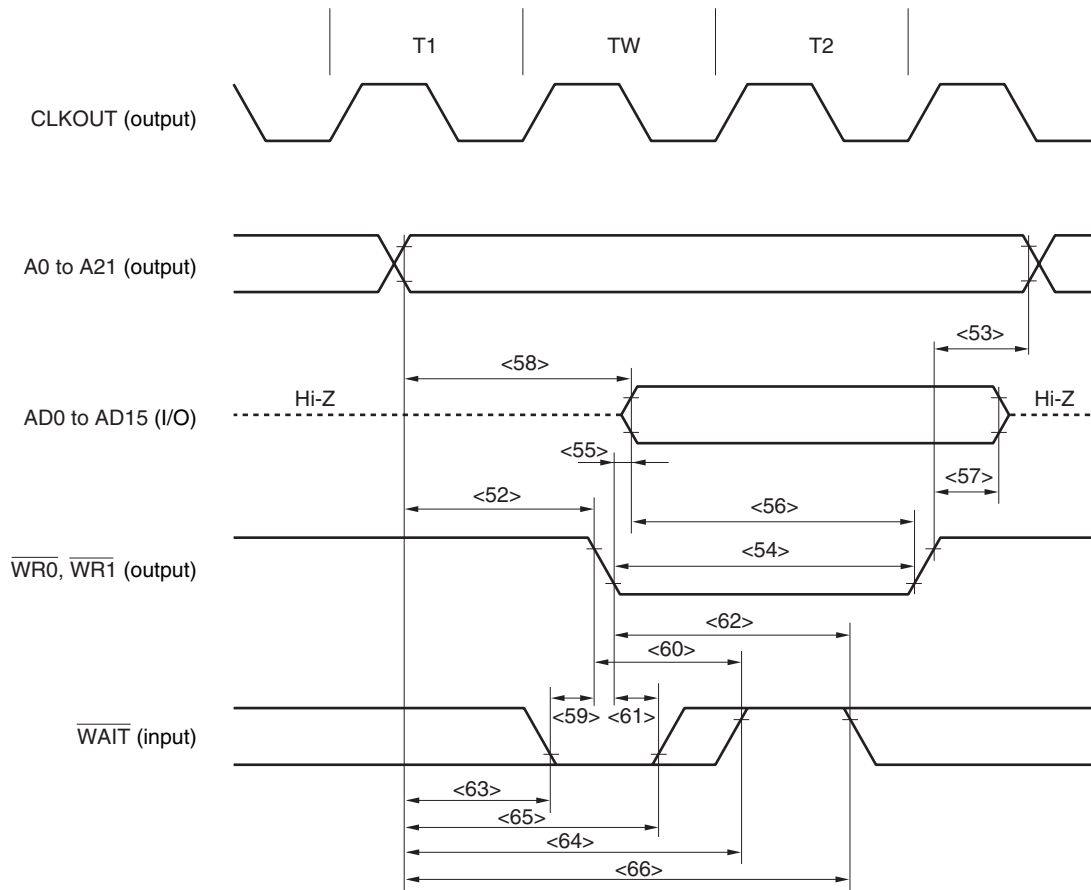 T1 TW T2
CLKOUT (output)
A0 to A21 (output)
<53>
<58>
Hi-Z Hi-Z
AD0 to AD15 (I/O)
<55>
<57>
<52>
<56>
<54>
WR0, WR1 (output)
<62>
<60>
<59> <61>
WAIT (input)
<63>
<65>
<64>
<66>